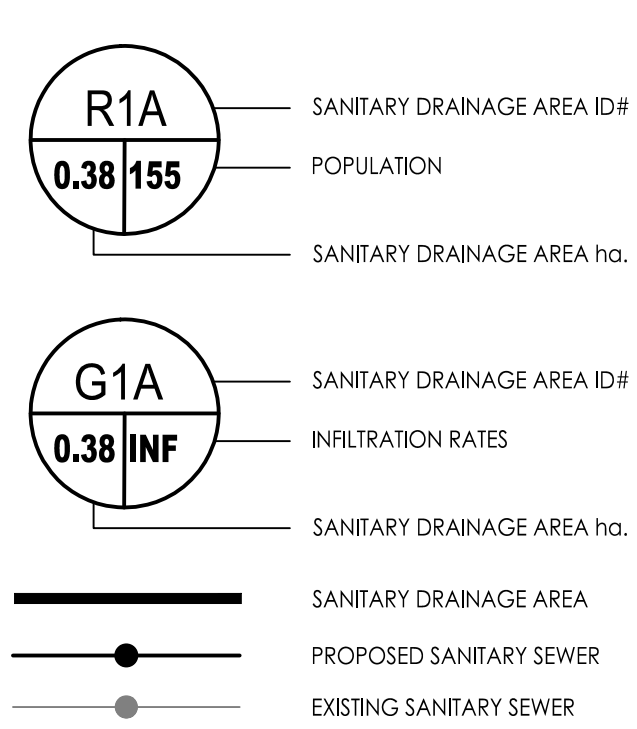 R1A
SANITARY DRAINAGE AREA ID#
0.38 155
POPULATION
SANITARY DRAINAGE AREA ha.
G1A
SANITARY DRAINAGE AREA ID#
0.38 INF
INFILTRATION RATES
SANITARY DRAINAGE AREA ha.
SANITARY DRAINAGE AREA
PROPOSED SANITARY SEWER
EXISTING SANITARY SEWER